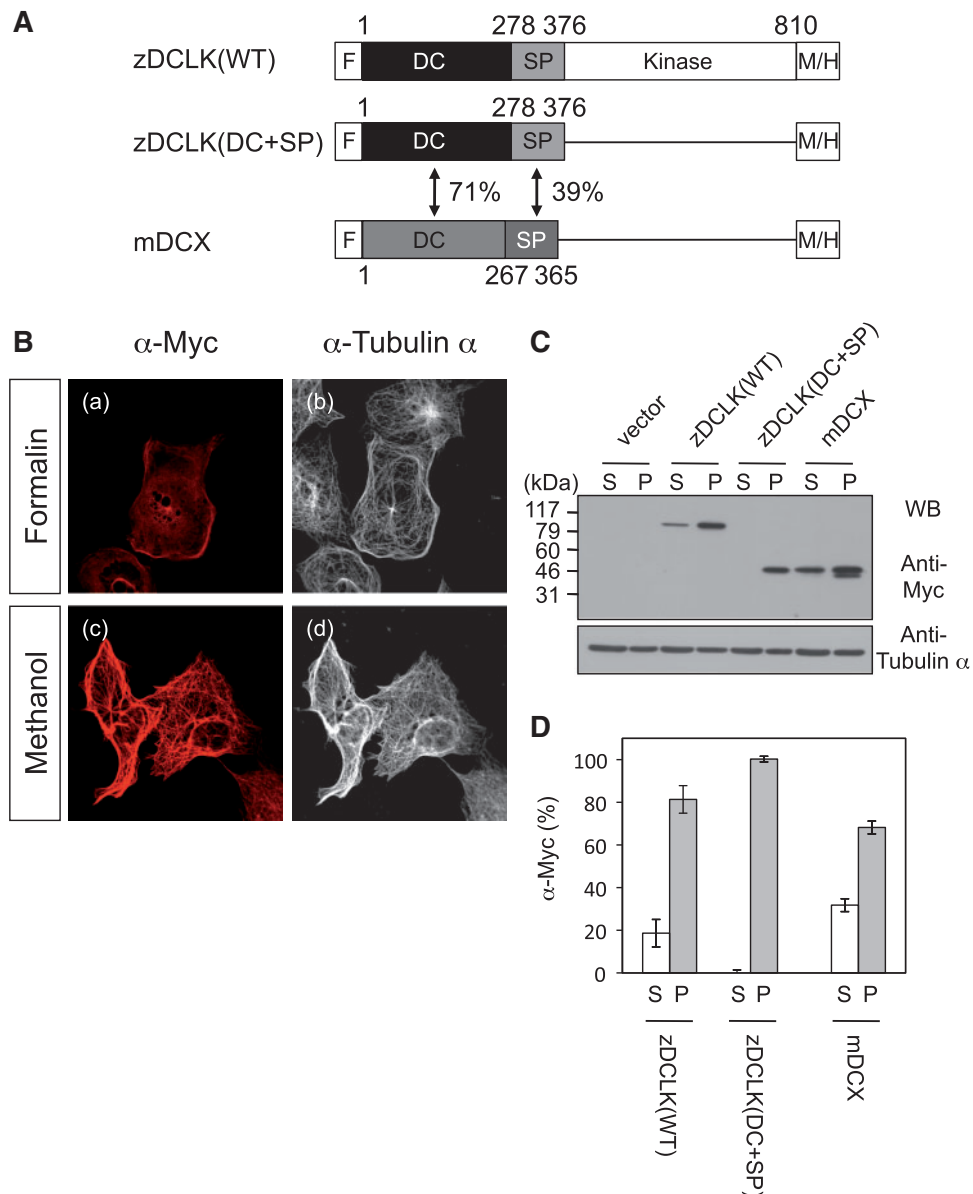 A
1 278 376 810
zDCLK(WT) F DC SP Kinase M/H
1 278 376
zDCLK(DC+SP) F DC SP M/H
71% 39%
mDCX F DC SP M/H
1 267 365
B α-Myc α-Tubulin α
Formalin
(a) (b)
Methanol
(c) (d)
C
vector zDCLK(WT) zDCLK(DC+SP) mDCX
(kDa) S P S P S P S P
117
79
60
46
31
WB
Anti-
Myc
Anti-
Tubulin α
D
α-Myc (%)
100
80
60
40
20
0
S P S P S P
zDCLK(WT) zDCLK(DC+SP) mDCX